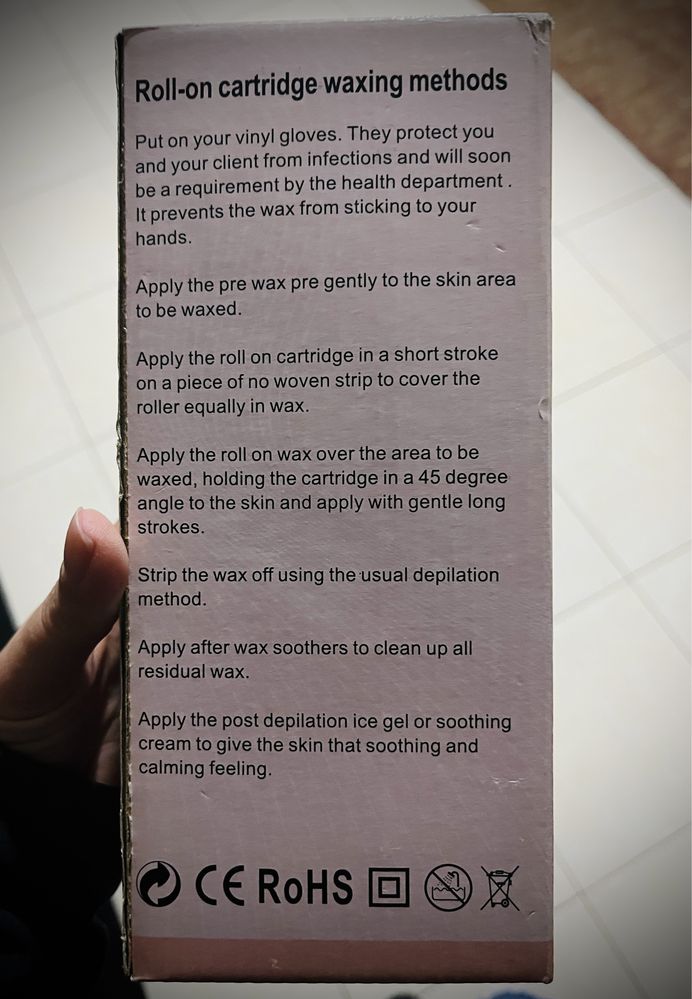 Roll-on cartridge waxing methods
Put on your vinyl gloves. They protect you
and your client from infections and will soon
be a requirement by the health department .
It prevents the wax from sticking to your
hands.
Apply the pre wax pre gently to the skin area
to be waxed.
Apply the roll on cartridge in a short stroke
on a piece of no woven strip to cover the
roller equally in wax.
Apply the roll on wax over the area to be
waxed, holding the cartridge in a 45 degree
angle to the skin and apply with gentle long
strokes.
Strip the wax off using the usual depilation
method.
Apply after wax soothers to clean up all
residual wax.
Apply the post depilation ice gel or soothing
cream to give the skin that soothing and
calming feeling.
CE RoHS